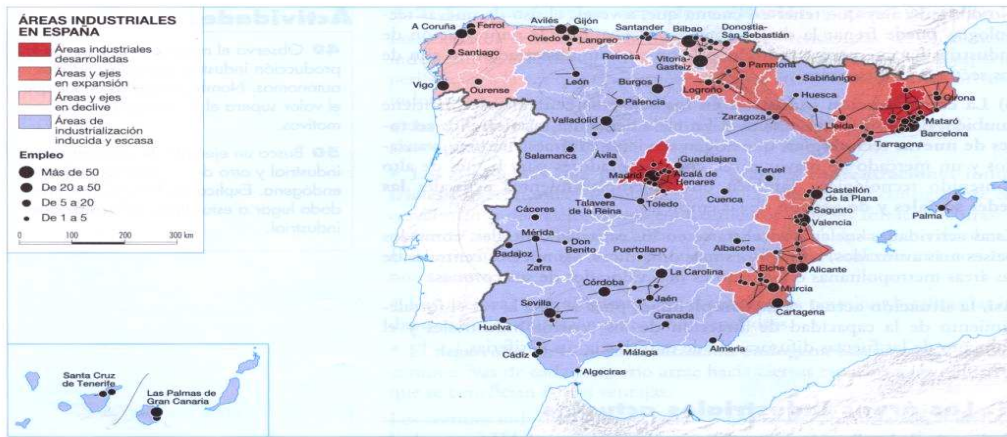 ÁREAS INDUSTRIALES
EN ESPAÑA
Áreas industriales
desarrolladas
Áreas y ejes
en expansión
Áreas y ejes
en declive
Áreas de
industrialización
inducida y escasa
Empleo
Más de 50
De 20 a 50
De 5 a 20
De 1 a 5
0 100 200 300 km
A Coruña
Ferrol
Santiago
Vigo
Ourense
Avilés
Gijón
Oviedo
Langreo
Santander
Reinosa
Bilbao
Donostia-
San Sebastián
Vitoria-
Gasteiz
Pamplona
Logroño
León
Burgos
Palencia
Valladolid
Sabiñánigo
Huesca
Zaragoza
Lleida
Girona
Mataró
Barcelona
Tarragona
Salamanca
Ávila
Madrid
Guadalajara
Alcalá de
Henares
Talavera
de la Reina
Toledo
Cuenca
Teruel
Castellón
de la Plana
Sagunto
Valencia
Palma
Cáceres
Mérida
Badajoz
Don
Benito
Zafra
Puertollano
Albacete
Elche
Alicante
Murcia
Cartagena
La Carolina
Córdoba
Jaén
Sevilla
Huelva
Granada
Cádiz
Málaga
Almería
Algeciras
Santa Cruz
de Tenerife
Las Palmas de
Gran Canaria